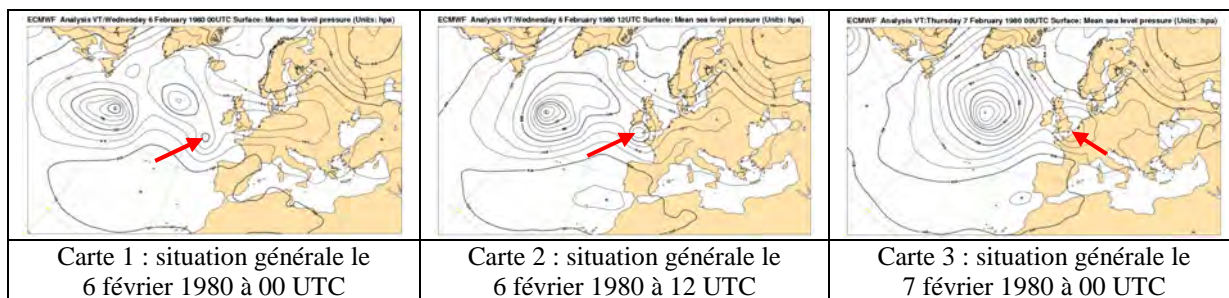 ECMWF Analysis VT:Wednesday 6 February 1980 00UTC Surface: Mean sea level pressure (Units: hpa)
ECMWF Analysis VT:Wednesday 6 February 1980 12UTC Surface: Mean sea level pressure (Units: hpa)
ECMWF Analysis VT:Thursday 7 February 1980 00UTC Surface: Mean sea level pressure (Units: hpa)
Carte 1 : situation générale le
6 février 1980 à 00 UTC
Carte 2 : situation générale le
6 février 1980 à 12 UTC
Carte 3 : situation générale le
7 février 1980 à 00 UTC